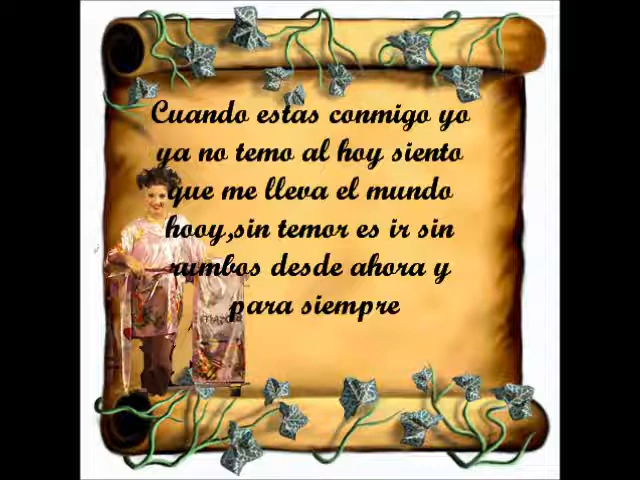 Cuando estas conmigo yo
ya no temo al hoy siento
que me lleva el mundo
hooy,sin temor es ir sin
rumbos desde ahora y
para siempre